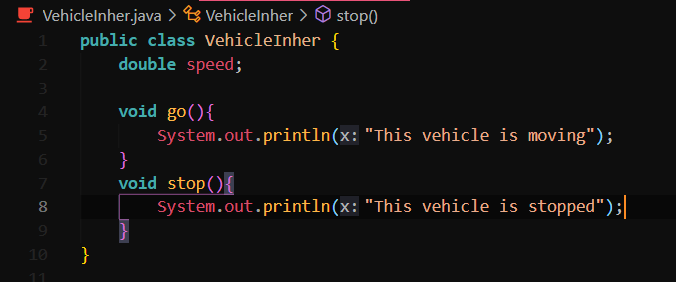 VehicleInher.java > VehicleInher > stop()
1 public class VehicleInher {
2     double speed;
3
4     void go(){
5         System.out.println(x: "This vehicle is moving");
6     }
7     void stop(){
8         System.out.println(x: "This vehicle is stopped");
9     }
10 }
11